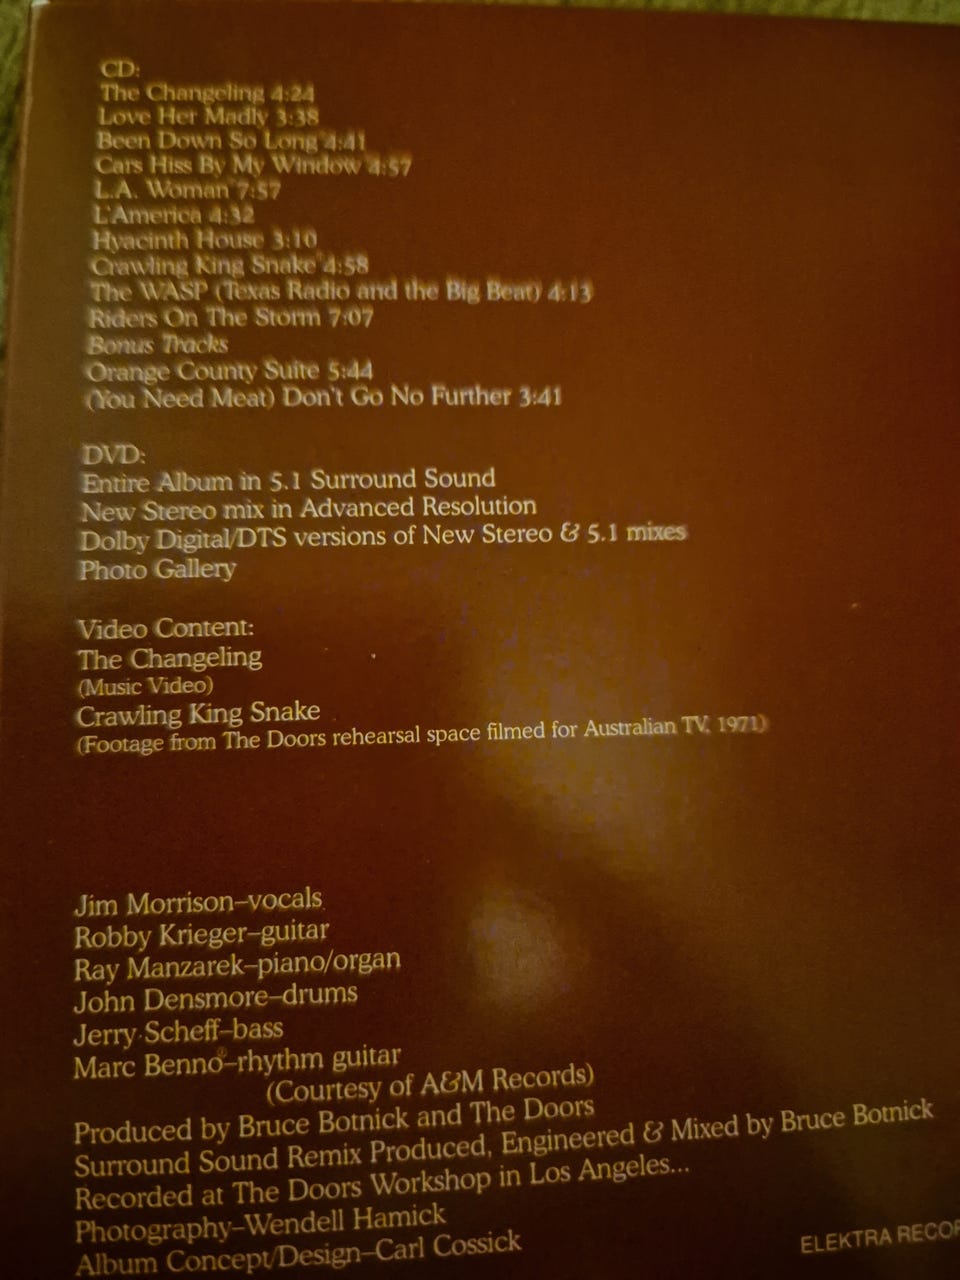 CD:
The Changeling 4:24
Love Her Madly 3:38
Been Down So Long 4:41
Cars Hiss By My Window 4:57
L.A. Woman 7:57
L'America 4:32
Hyacinth House 3:10
Crawling King Snake 4:58
The WASP (Texas Radio and the Big Beat) 4:13
Riders On The Storm 7:07
Bonus Tracks
Orange County Suite 5:44
(You Need Meat) Don't Go No Further 3:41
DVD:
Entire Album in 5.1 Surround Sound
New Stereo mix in Advanced Resolution
Dolby Digital/DTS versions of New Stereo & 5.1 mixes
Photo Gallery
Video Content:
The Changeling
(Music Video)
Crawling King Snake
(Footage from The Doors rehearsal space filmed for Australian TV, 1971)
Jim Morrison–vocals
Robby Krieger–guitar
Ray Manzarek–piano/organ
John Densmore–drums
Jerry Scheff–bass
Marc Benno–rhythm guitar
(Courtesy of A&M Records)
Produced by Bruce Botnick and The Doors
Surround Sound Remix Produced, Engineered & Mixed by Bruce Botnick
Recorded at The Doors Workshop in Los Angeles...
Photography–Wendell Hamick
Album Concept/Design–Carl Cossick
ELEKTRA RECOR